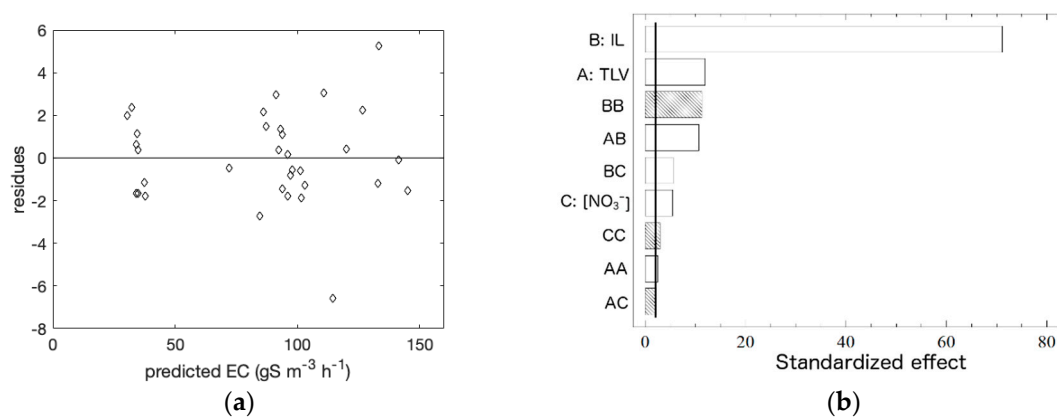 6
4
2
0
-2
-4
-6
-8
residues
0 50 100 150
predicted EC (gS m⁻³ h⁻¹)
(a)
B: IL
A: TLV
BB
AB
BC
C: [NO₃⁻]
CC
AA
AC
0 20 40 60 80
Standardized effect
(b)